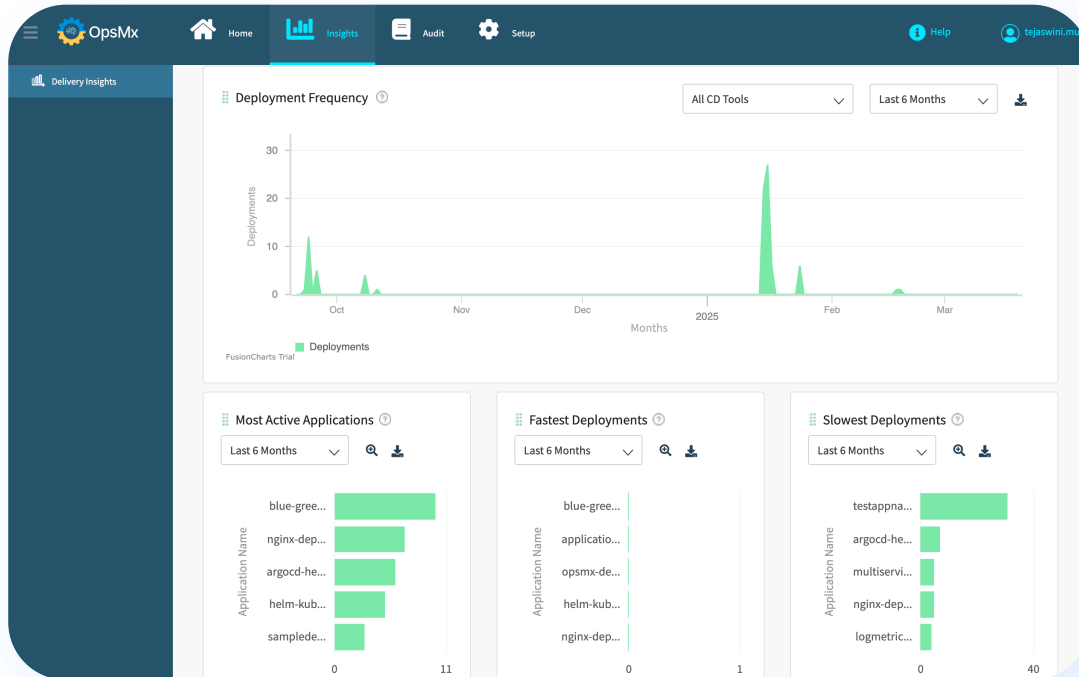 OpsMx
Home
Insights
Audit
Setup
Help
tejaswini.mu
Delivery Insights
Deployment Frequency ?
All CD Tools
Last 6 Months
30
20
10
0
Deployments
Oct
Nov
Dec
2025
Feb
Mar
Months
Deployments
FusionCharts Trial
Most Active Applications ?
Last 6 Months
Application Name
blue-gree...
nginx-dep...
argocd-he...
helm-kub...
samplede...
0
11
Fastest Deployments ?
Last 6 Months
Application Name
blue-gree...
applicatio...
opsmx-de...
helm-kub...
nginx-dep...
0
1
Slowest Deployments ?
Last 6 Months
Application Name
testappna...
argocd-he...
multiservi...
nginx-dep...
logmetric...
0
40